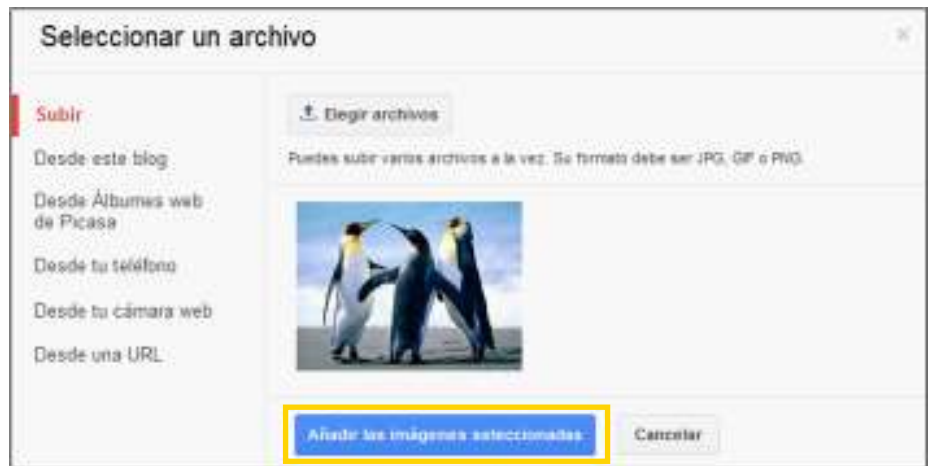 Seleccionar un archivo
Subir
Elegir archivos
Desde este blog
Puedes subir varios archivos a la vez. Su formato debe ser JPG, GIF o PNG.
Desde Álbumes web
de Picasa
Desde tu teléfono
Desde tu cámara web
Desde una URL
Añadir las imágenes seleccionadas
Cancelar